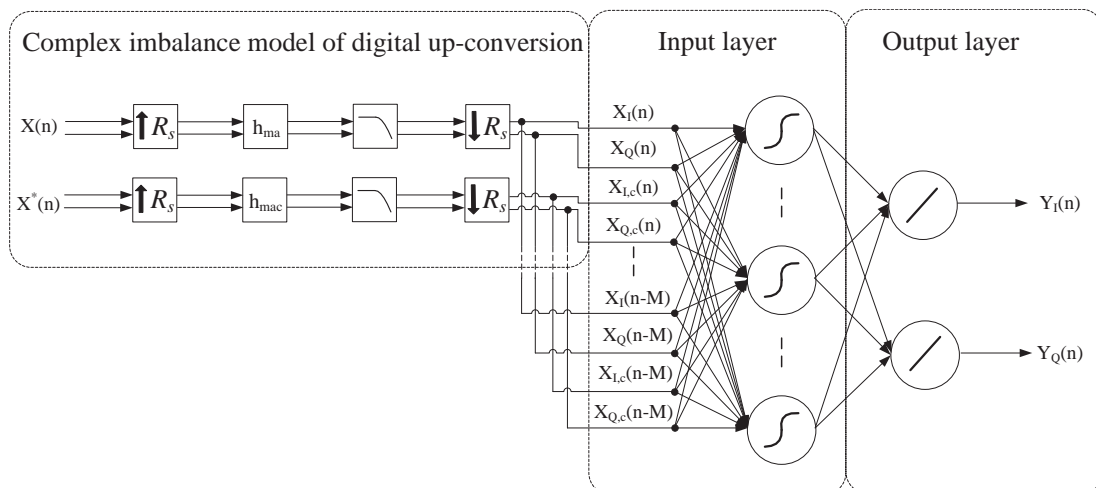 Complex imbalance model of digital up-conversion
Input layer
Output layer
X(n)
R_s
h_ma
R_s
X_I(n)
X_Q(n)
X^*(n)
R_s
h_mac
R_s
X_I,c(n)
X_Q,c(n)
X_I(n-M)
X_Q(n-M)
X_I,c(n-M)
X_Q,c(n-M)
Y_I(n)
Y_Q(n)